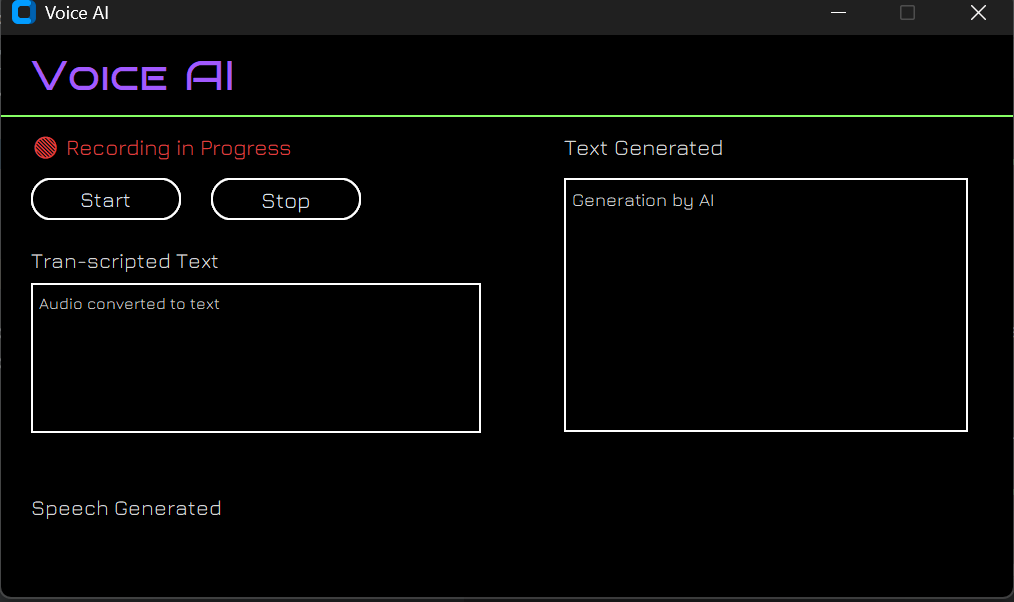 Voice AI
Voice AI
Recording in Progress
Start
Stop
Tran-scripted Text
Audio converted to text
Text Generated
Generation by AI
Speech Generated